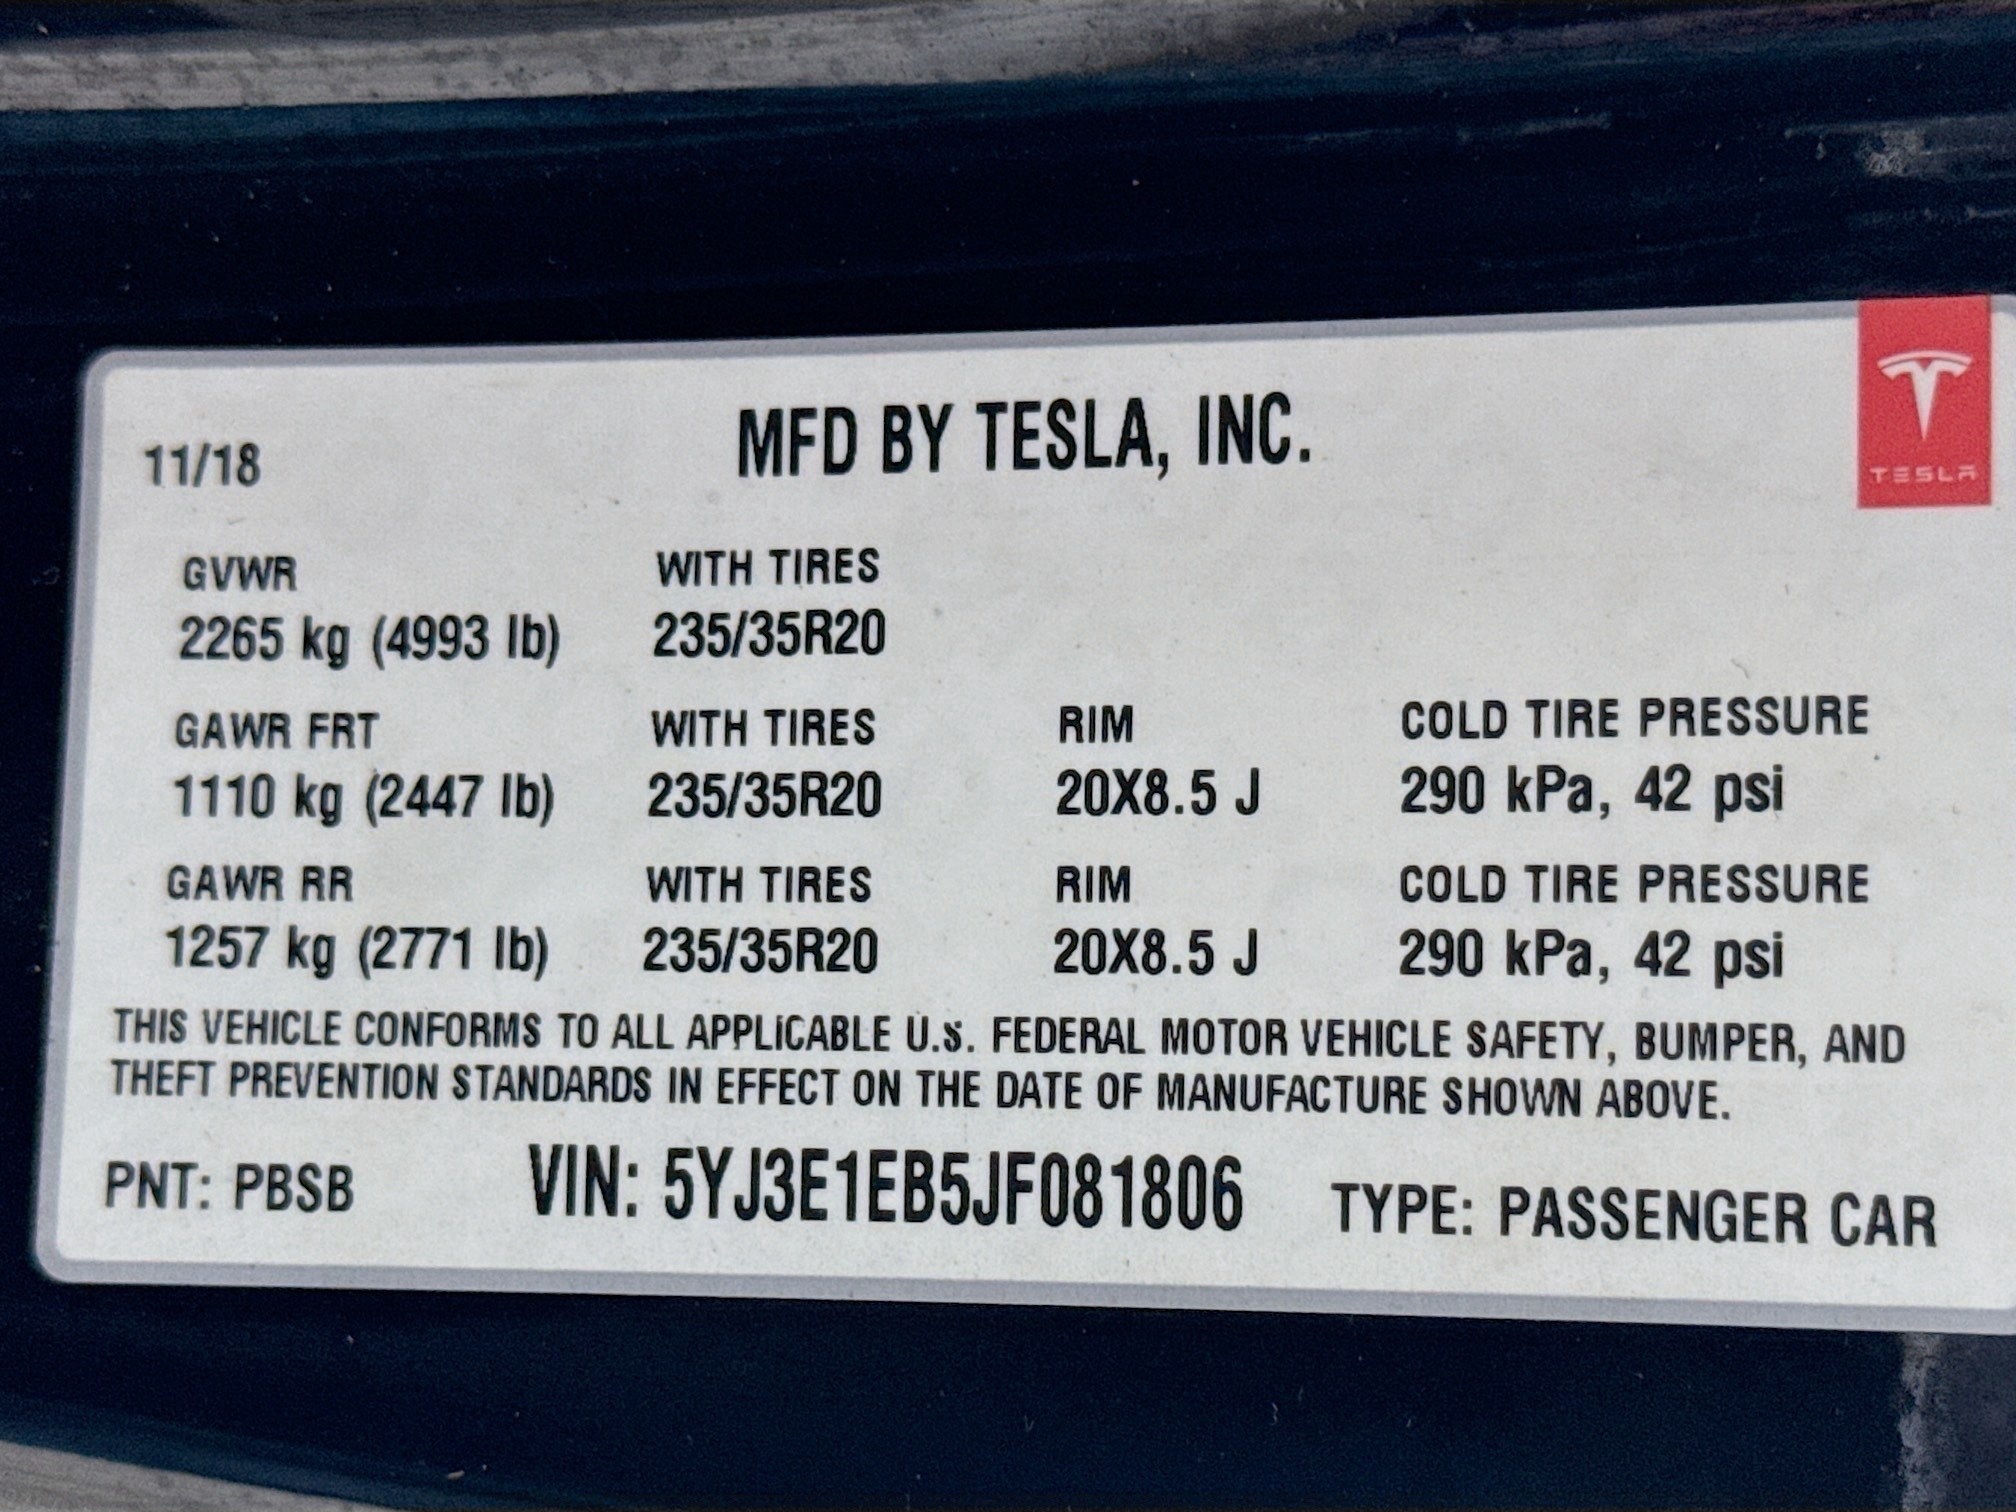 11/18 MFD BY TESLA, INC.
TESLA
GVWR WITH TIRES
2265 kg (4993 lb) 235/35R20
GAWR FRT WITH TIRES RIM COLD TIRE PRESSURE
1110 kg (2447 lb) 235/35R20 20X8.5 J 290 kPa, 42 psi
GAWR RR WITH TIRES RIM COLD TIRE PRESSURE
1257 kg (2771 lb) 235/35R20 20X8.5 J 290 kPa, 42 psi
THIS VEHICLE CONFORMS TO ALL APPLICABLE U.S. FEDERAL MOTOR VEHICLE SAFETY, BUMPER, AND
THEFT PREVENTION STANDARDS IN EFFECT ON THE DATE OF MANUFACTURE SHOWN ABOVE.
PNT: PBSB VIN: 5YJ3E1EB5JF081806 TYPE: PASSENGER CAR